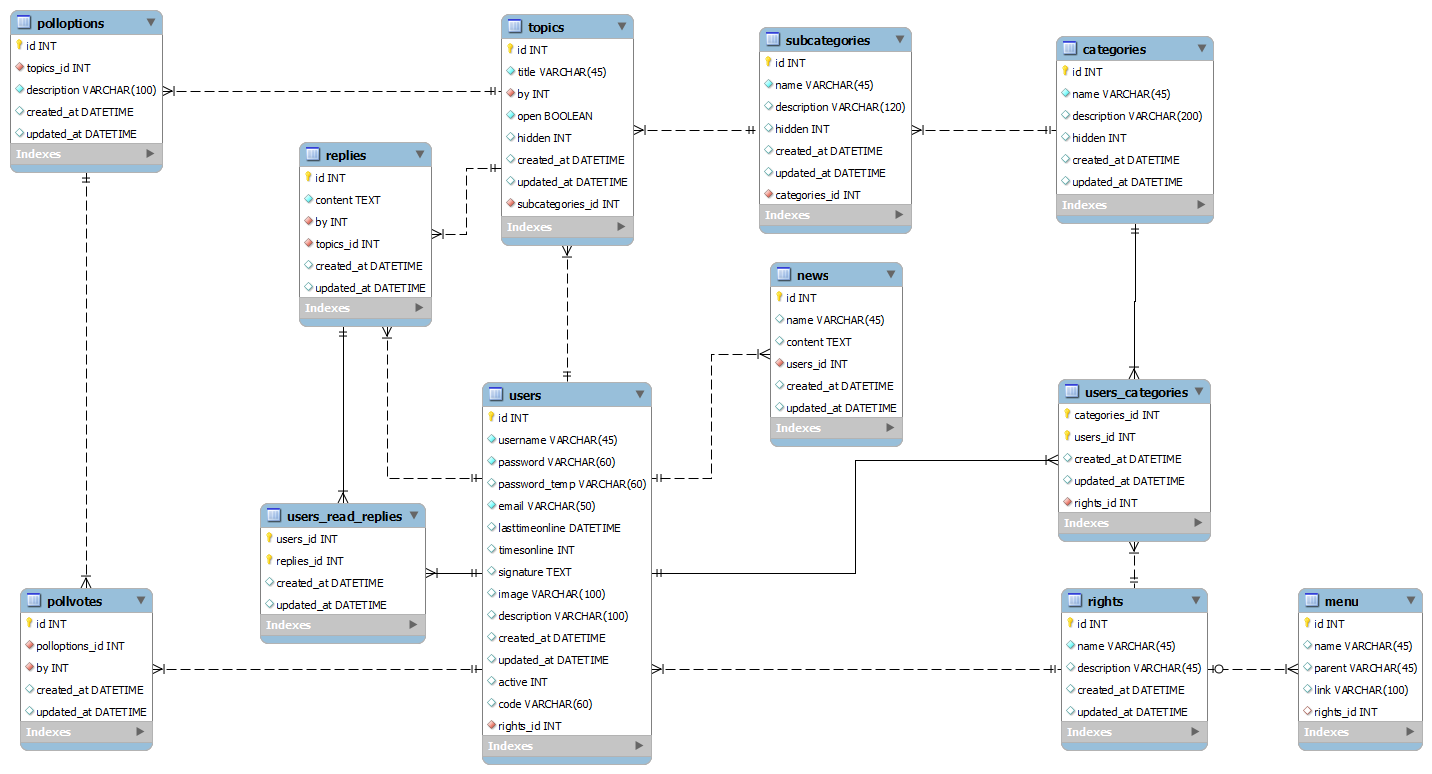 polloptions
id INT
topics_id INT
description VARCHAR(100)
created_at DATETIME
updated_at DATETIME
Indexes
topics
id INT
title VARCHAR(45)
by INT
open BOOLEAN
hidden INT
created_at DATETIME
updated_at DATETIME
subcategories_id INT
Indexes
subcategories
id INT
name VARCHAR(45)
description VARCHAR(120)
hidden INT
created_at DATETIME
updated_at DATETIME
categories_id INT
Indexes
categories
id INT
name VARCHAR(45)
description VARCHAR(200)
hidden INT
created_at DATETIME
updated_at DATETIME
Indexes
replies
id INT
content TEXT
by INT
topics_id INT
created_at DATETIME
updated_at DATETIME
Indexes
news
id INT
name VARCHAR(45)
content TEXT
users_id INT
created_at DATETIME
updated_at DATETIME
Indexes
users
id INT
username VARCHAR(45)
password VARCHAR(60)
password_temp VARCHAR(60)
email VARCHAR(50)
lasttimeonline DATETIME
timesonline INT
signature TEXT
image VARCHAR(100)
description VARCHAR(100)
created_at DATETIME
updated_at DATETIME
active INT
code VARCHAR(60)
rights_id INT
Indexes
users_categories
categories_id INT
users_id INT
created_at DATETIME
updated_at DATETIME
rights_id INT
Indexes
users_read_replies
users_id INT
replies_id INT
created_at DATETIME
updated_at DATETIME
Indexes
pollvotes
id INT
polloptions_id INT
by INT
created_at DATETIME
updated_at DATETIME
Indexes
rights
id INT
name VARCHAR(45)
description VARCHAR(45)
created_at DATETIME
updated_at DATETIME
Indexes
menu
id INT
name VARCHAR(45)
parent VARCHAR(45)
link VARCHAR(100)
rights_id INT
Indexes